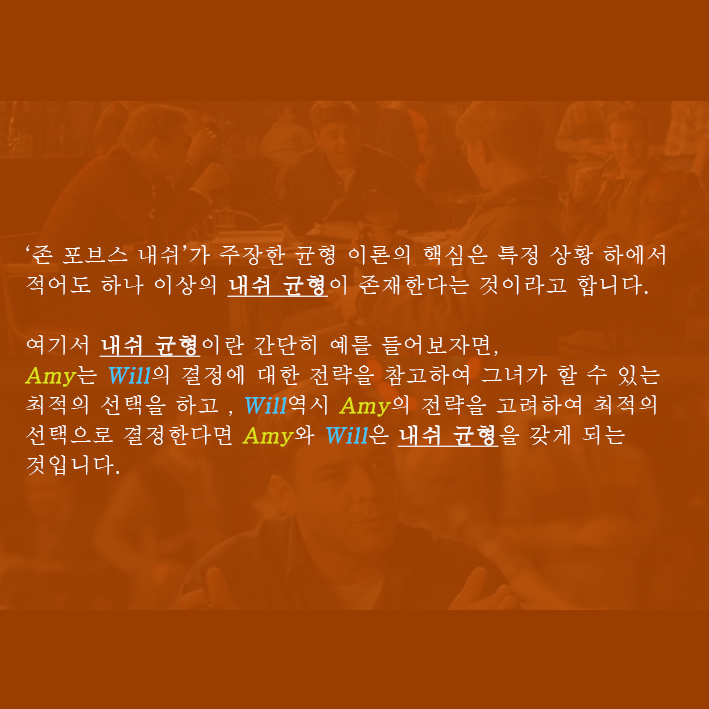 ‘존 포브스 내쉬’가 주장한 균형 이론의 핵심은 특정 상황 하에서
적어도 하나 이상의 내쉬 균형이 존재한다는 것이라고 합니다.
여기서 내쉬 균형이란 간단히 예를 들어보자면,
Amy는 Will의 결정에 대한 전략을 참고하여 그녀가 할 수 있는
최적의 선택을 하고 , Will역시 Amy의 전략을 고려하여 최적의
선택으로 결정한다면 Amy와 Will은 내쉬 균형을 갖게 되는
것입니다.